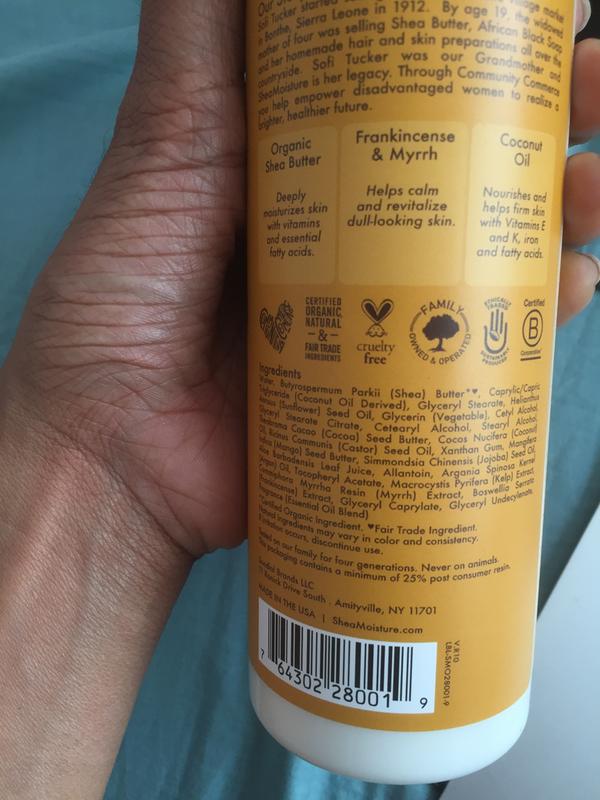 Sofi Tucker started
village market
in Bonthe, Sierra Leone in 1912. By age 19, the widowed
mother of four was selling Shea Butter, African Black Soap
and her homemade hair and skin preparations all over the
countryside. Sofi Tucker was our Grandmother and
SheaMoisture is her legacy. Through Community Commerce
you help empower disadvantaged women to realize a
brighter, healthier future.
Organic
Shea Butter
Deeply
moisturizes skin
with vitamins
and essential
fatty acids.
Frankincense
& Myrrh
Helps calm
and revitalize
dull-looking skin.
Coconut
Oil
Nourishes and
helps firm skin
with Vitamins E
and K, iron
and fatty acids.
CERTIFIED
ORGANIC,
NATURAL
&
FAIR TRADE
INGREDIENTS
cruelty
free
FAMILY
OWNED & OPERATED
ETHICALLY
TRADED
SUSTAINABLY
PRODUCED
Certified
B
Corporation
Ingredients
Water, Butyrospermum Parkii (Shea) Butter*♥, Caprylic/Capric
Triglyceride (Coconut Oil Derived), Glyceryl Stearate, Helianthus
Annuus (Sunflower) Seed Oil, Glycerin (Vegetable), Cetyl Alcohol,
Glyceryl Stearate Citrate, Cetearyl Alcohol, Stearyl Alcohol,
Theobroma Cacao (Cocoa) Seed Butter, Cocos Nucifera (Coconut)
Oil, Ricinus Communis (Castor) Seed Oil, Xanthan Gum, Mangifera
Indica (Mango) Seed Butter, Simmondsia Chinensis (Jojoba) Seed Oil,
Aloe Barbadensis Leaf Juice, Allantoin, Argania Spinosa Kernel
(Argan) Oil, Tocopheryl Acetate, Macrocystis Pyrifera (Kelp) Extract,
Commiphora Myrrha Resin (Myrrh) Extract, Boswellia Serrata
(Frankincense) Extract, Glyceryl Caprylate, Glyceryl Undecylenate,
Fragrance (Essential Oil Blend)
*Certified Organic Ingredient. ♥Fair Trade Ingredient.
Natural Ingredients may vary in color and consistency.
If irritation occurs, discontinue use.
Tested on our family for four generations. Never on animals.
packaging contains a minimum of 25% post consumer resin.
Sundial Brands LLC
Drive South · Amityville, NY 11701
MADE IN THE USA | SheaMoisture.com
7 64302 28001 9
V.R10
LBL-SMO28001-9